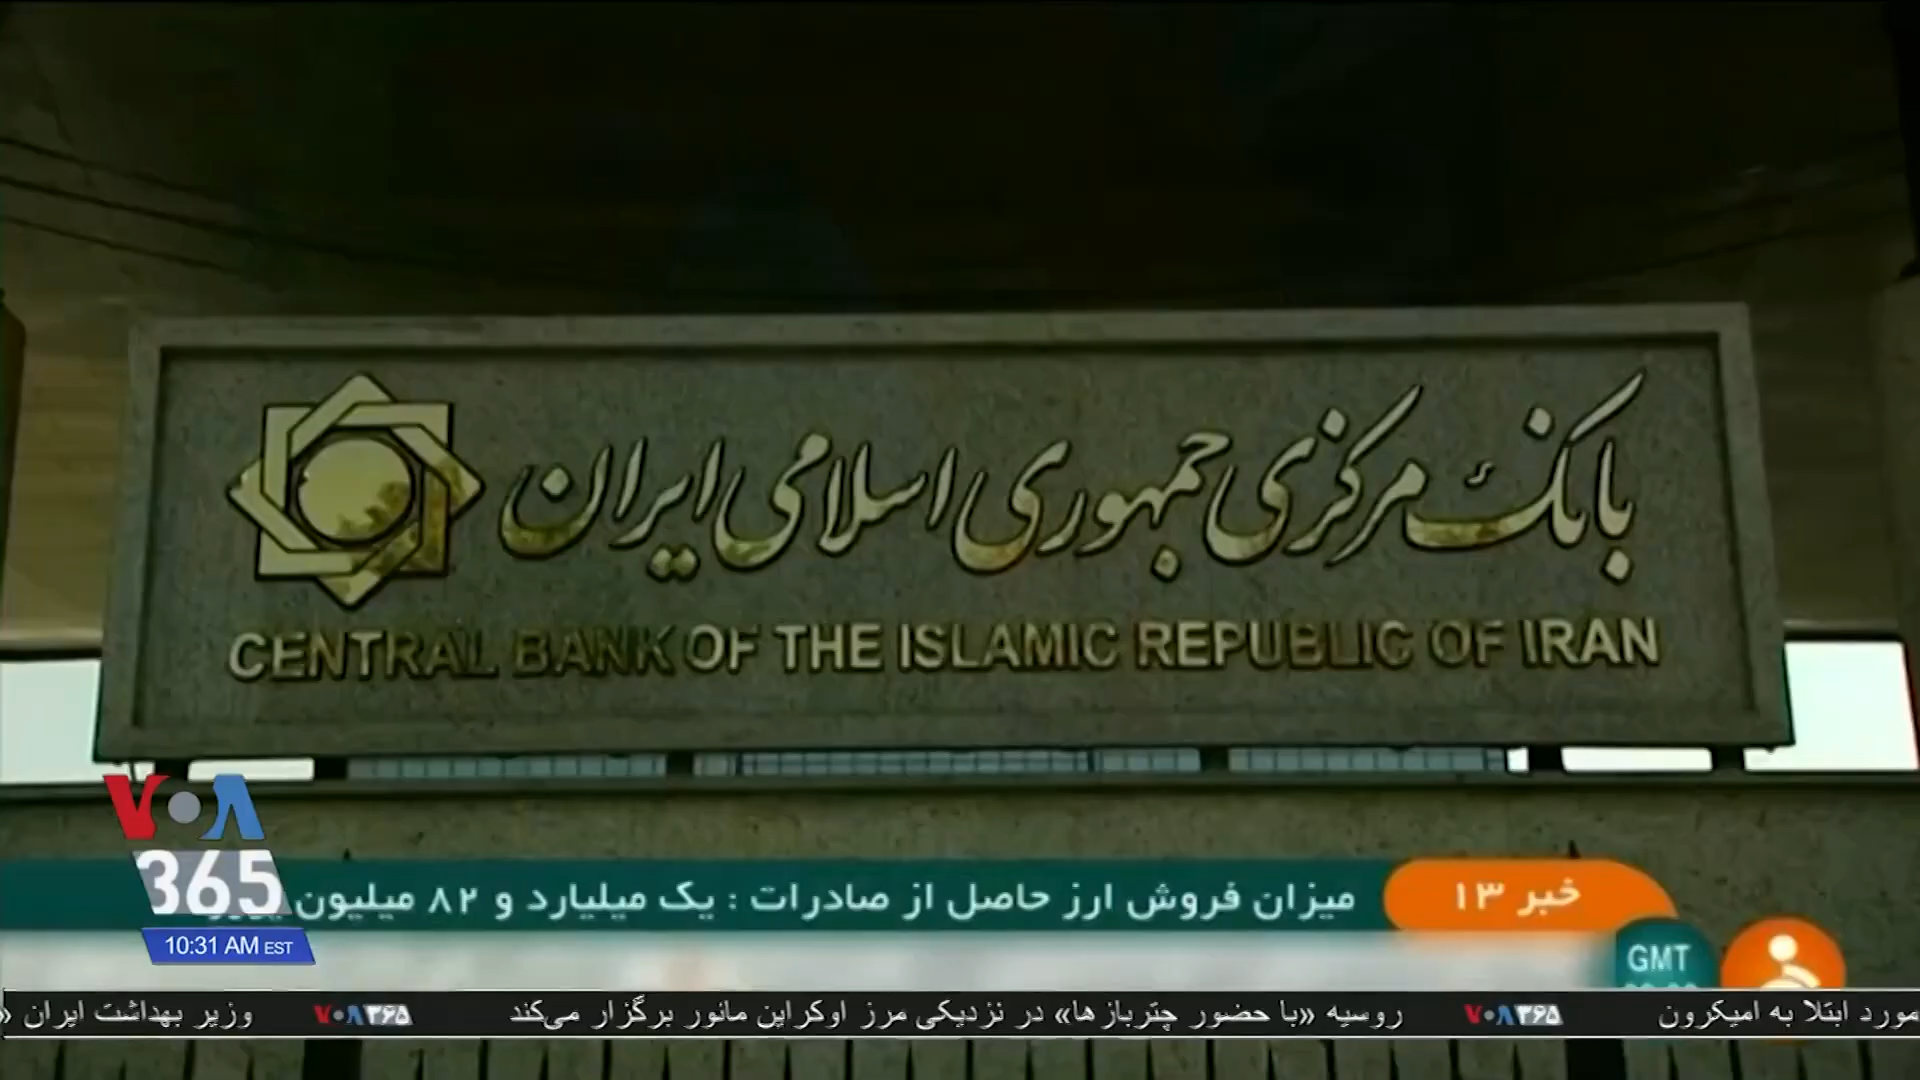 بانک مرکزی جمهوری اسلامی ایران
CENTRAL BANK OF THE ISLAMIC REPUBLIC OF IRAN
VOA
365
10:31 AM EST
خبر ۱۳
میزان فروش ارز حاصل از صادرات : یک میلیارد و ۸۲ میلیون
GMT
مورد ابتلا به امیکرون VOA۳۶۵ روسیه «با حضور چتربازها» در نزدیکی مرز اوکراین مانور برگزار می‌کند VOA۳۶۵ وزیر بهداشت ایران «